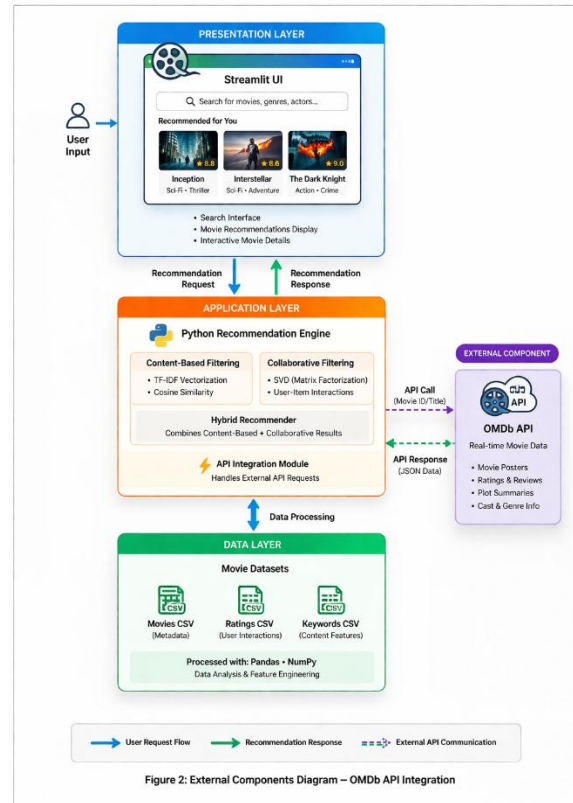 PRESENTATION LAYER
Streamlit UI
Search for movies, genres, actors...
Recommended for You
8.8
8.6
9.0
Inception
Interstellar
The Dark Knight
Sci-Fi • Thriller
Sci-Fi • Adventure
Action • Crime
User
Input
• Search Interface
• Movie Recommendations Display
• Interactive Movie Details
Recommendation
Request
Recommendation
Response
APPLICATION LAYER
Python Recommendation Engine
Content-Based Filtering
• TF-IDF Vectorization
• Cosine Similarity
Collaborative Filtering
• SVD (Matrix Factorization)
• User-Item Interactions
Hybrid Recommender
Combines Content-Based + Collaborative Results
API Integration Module
Handles External API Requests
API Call
(Movie ID/Title)
API Response
(JSON Data)
EXTERNAL COMPONENT
API
OMDb API
Real-time Movie Data
• Movie Posters
• Ratings & Reviews
• Plot Summaries
• Cast & Genre Info
Data Processing
DATA LAYER
Movie Datasets
CSV
CSV
CSV
Movies CSV
Ratings CSV
Keywords CSV
(Metadata)
(User Interactions)
(Content Features)
Processed with: Pandas • NumPy
Data Analysis & Feature Engineering
User Request Flow
Recommendation Response
External API Communication
Figure 2: External Components Diagram – OMDb API Integration